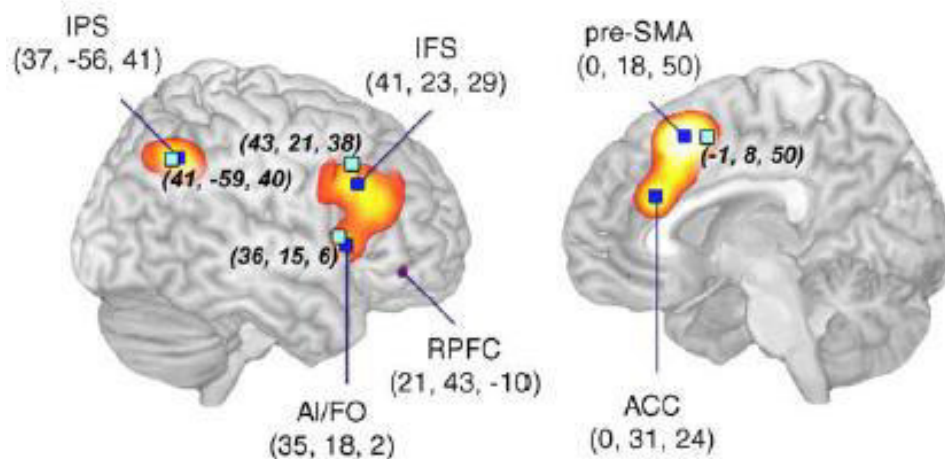 IPS
(37, -56, 41)
IFS
(41, 23, 29)
pre-SMA
(0, 18, 50)
(43, 21, 38)
(-1, 8, 50)
(41, -59, 40)
(36, 15, 6)
RPFC
(21, 43, -10)
AI/FO
(35, 18, 2)
ACC
(0, 31, 24)